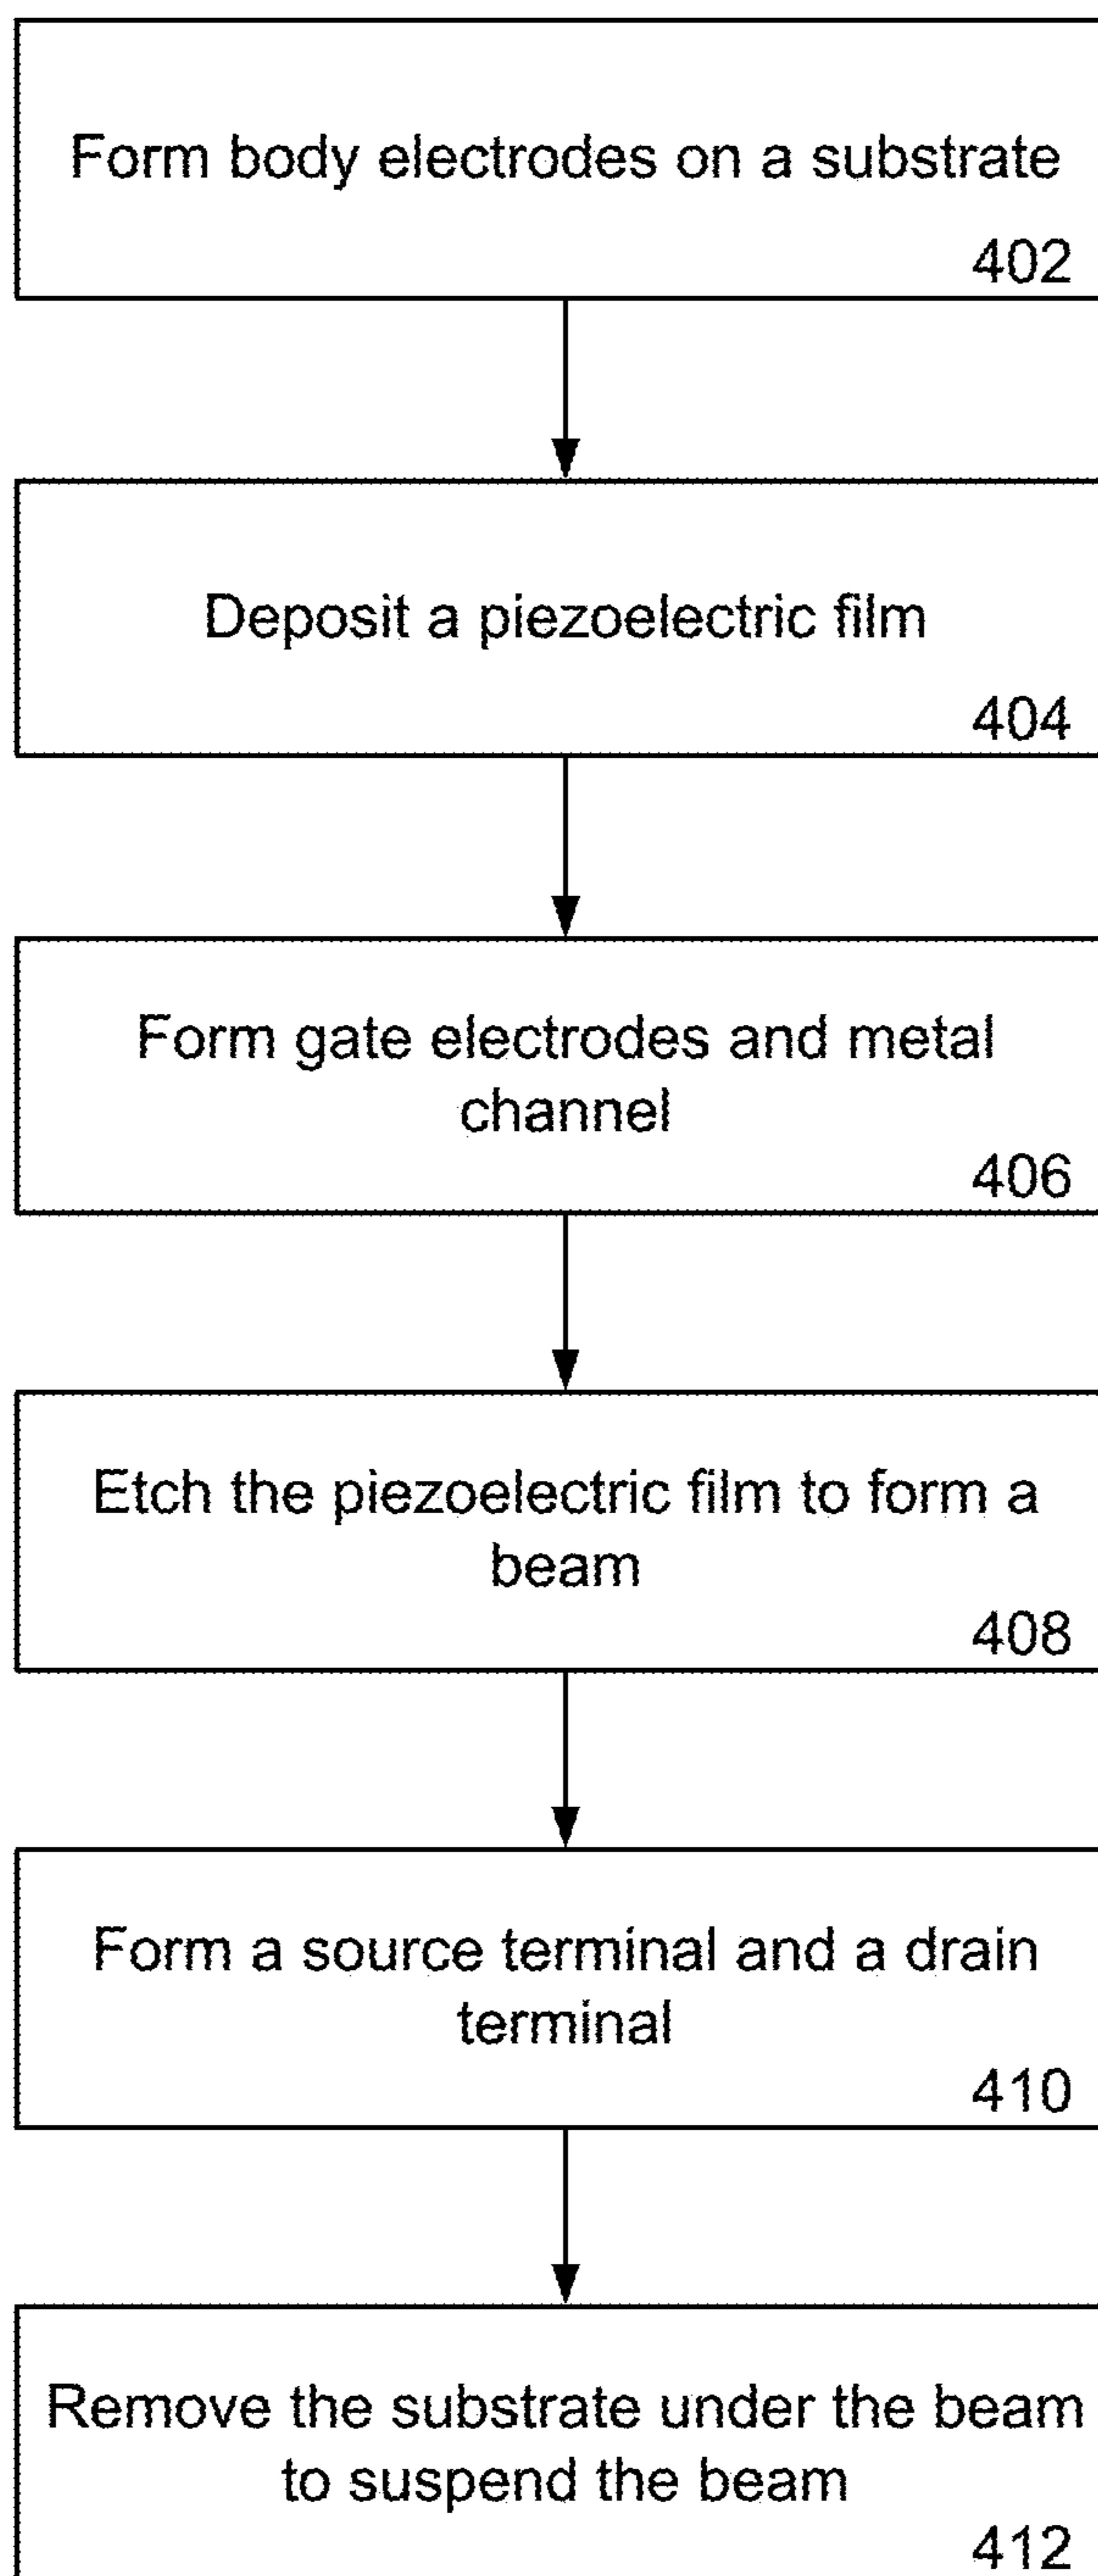 Form body electrodes on a substrate
402
Deposit a piezoelectric film
404
Form gate electrodes and metal
channel
406
Etch the piezoelectric film to form a
beam
408
Form a source terminal and a drain
terminal
410
Remove the substrate under the beam
to suspend the beam
412